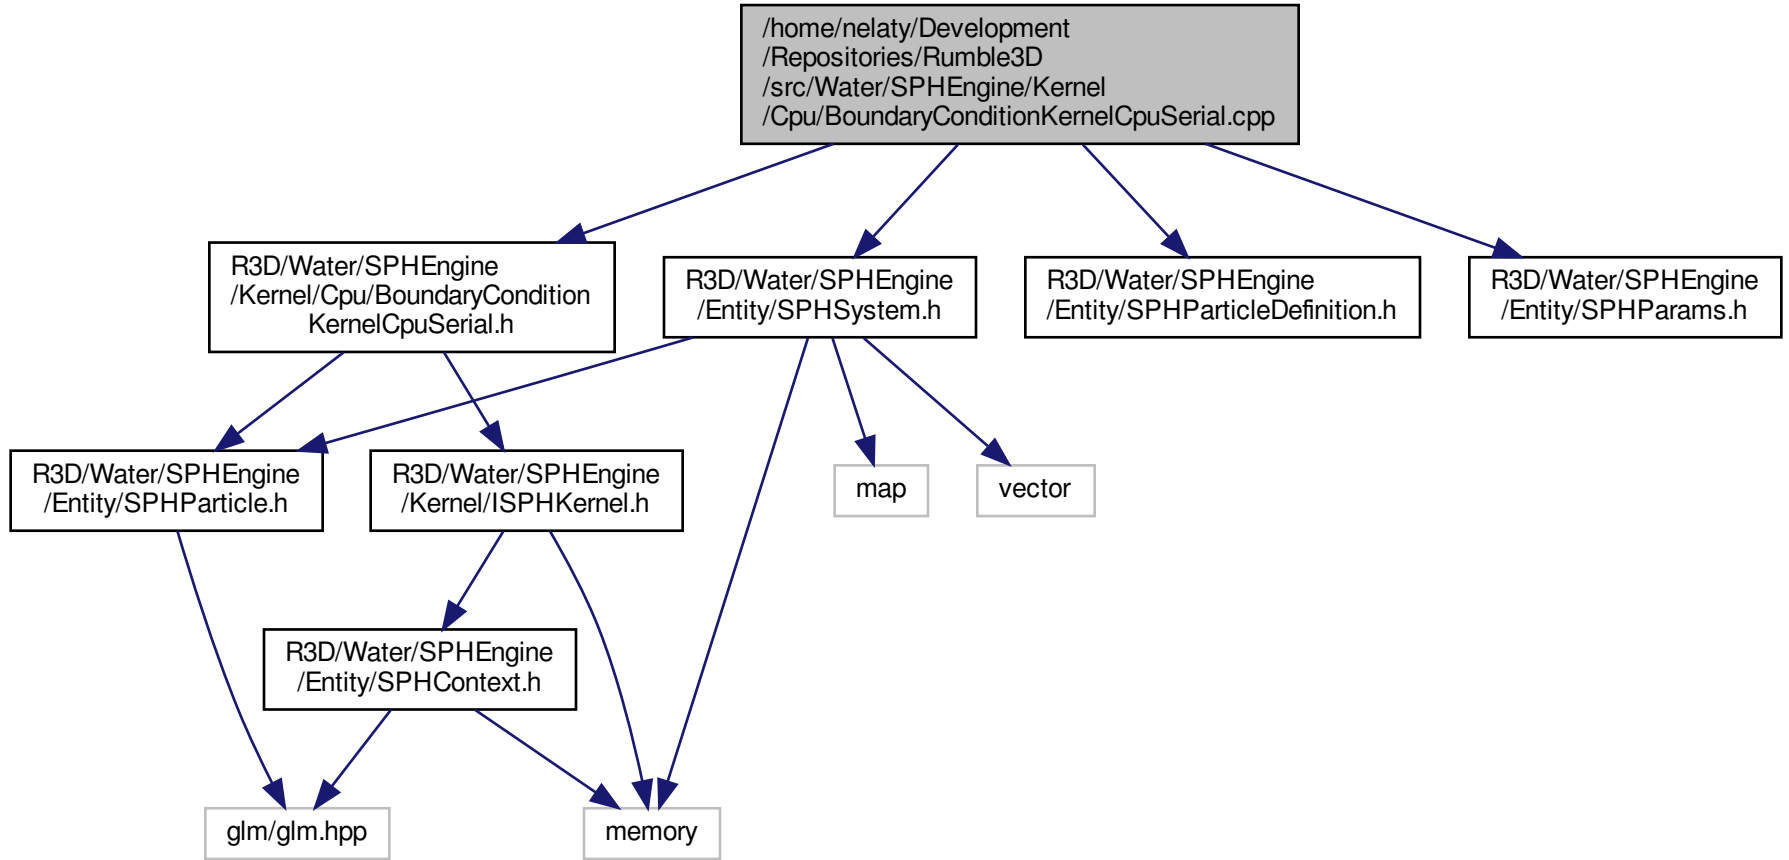 /home/nelaty/Development
/Repositories/Rumble3D
/src/Water/SPHEngine/Kernel
/Cpu/BoundaryConditionKernelCpuSerial.cpp
R3D/Water/SPHEngine
/Kernel/Cpu/BoundaryCondition
KernelCpuSerial.h
R3D/Water/SPHEngine
/Entity/SPHSystem.h
R3D/Water/SPHEngine
/Entity/SPHParticleDefinition.h
R3D/Water/SPHEngine
/Entity/SPHParams.h
R3D/Water/SPHEngine
/Entity/SPHParticle.h
R3D/Water/SPHEngine
/Kernel/ISPHKernel.h
map
vector
R3D/Water/SPHEngine
/Entity/SPHContext.h
glm/glm.hpp
memory